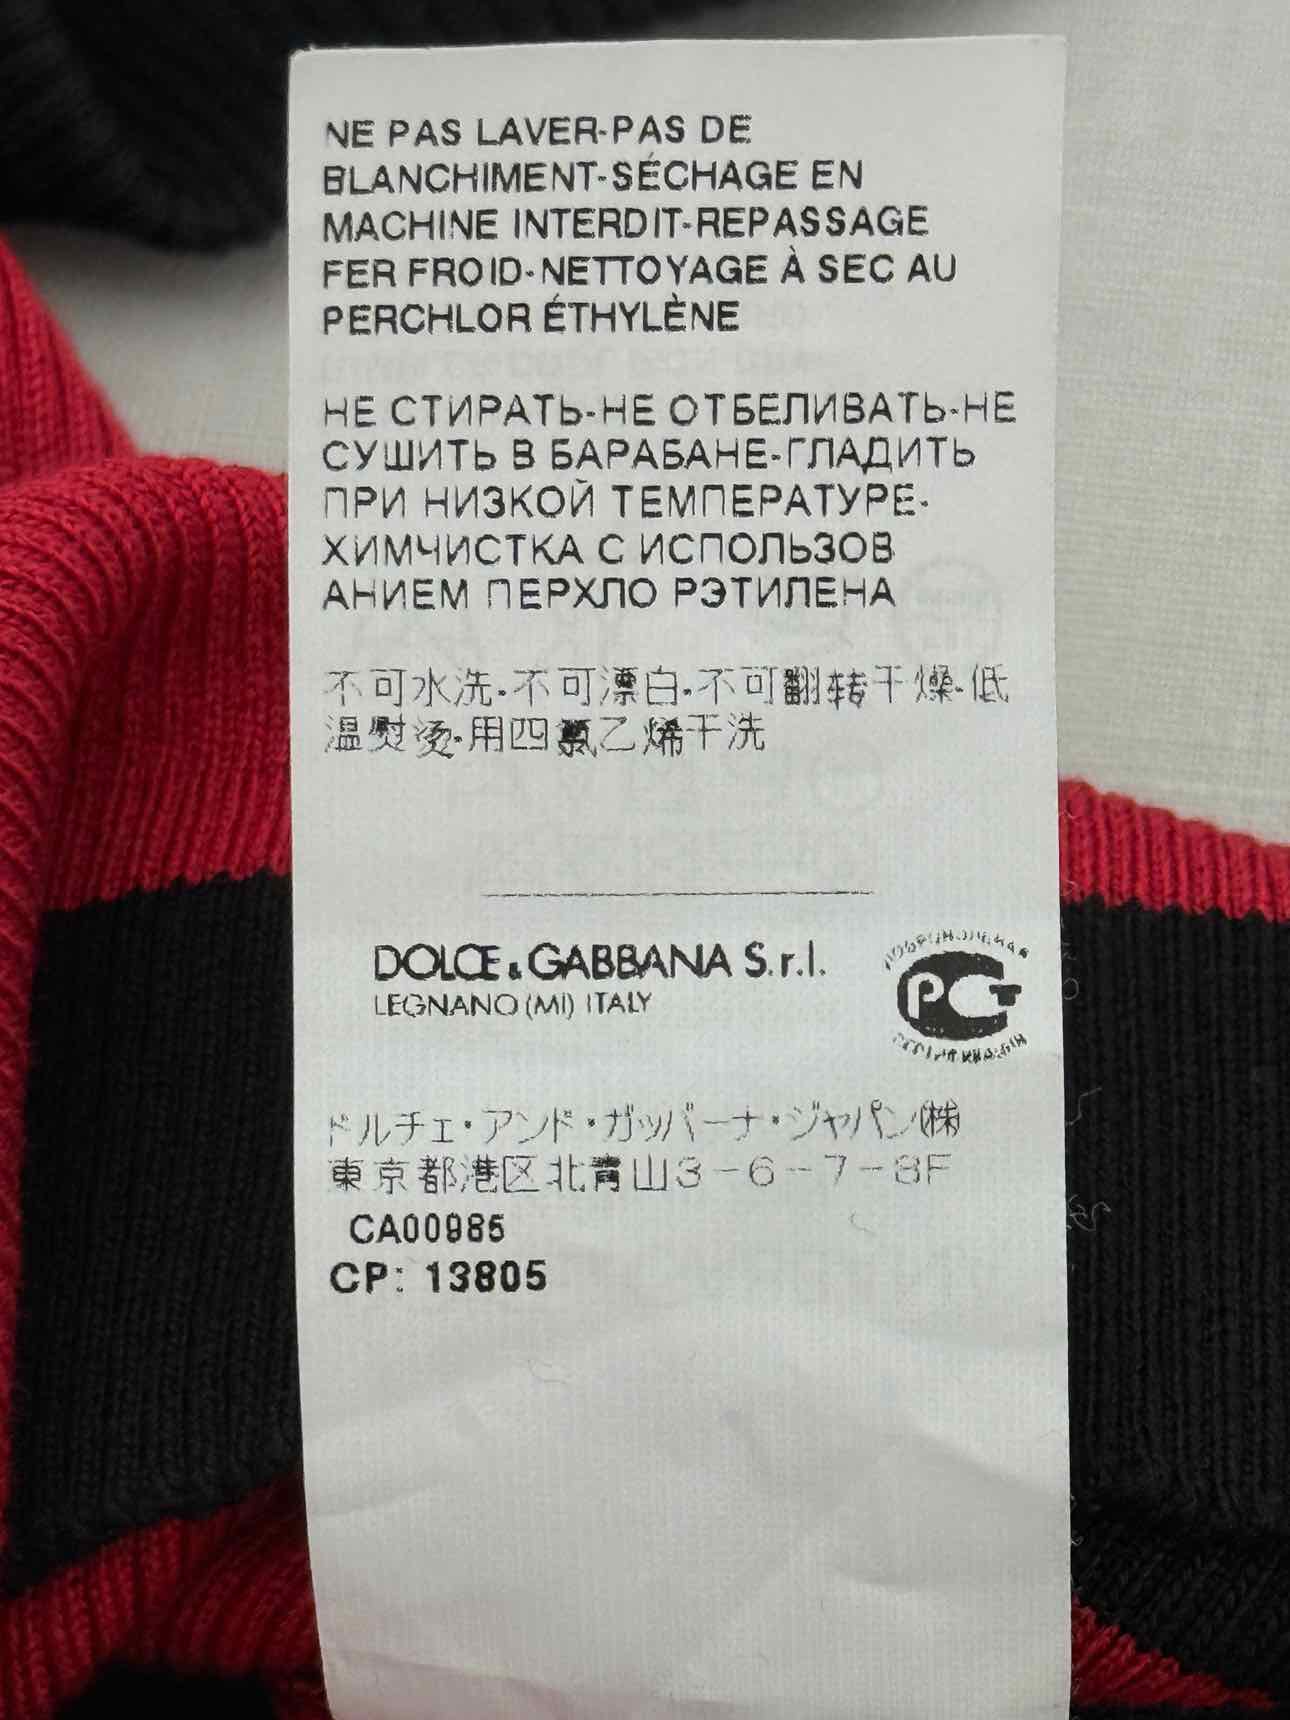 NE PAS LAVER-PAS DE
BLANCHIMENT-SÉCHAGE EN
MACHINE INTERDIT-REPASSAGE
FER FROID-NETTOYAGE À SEC AU
PERCHLOR ÉTHYLÈNE
НЕ СТИРАТЬ-НЕ ОТБЕЛИВАТЬ-НЕ
СУШИТЬ В БАРАБАНЕ-ГЛАДИТЬ
ПРИ НИЗКОЙ ТЕМПЕРАТУРЕ-
ХИМЧИСТКА С ИСПОЛЬЗОВ
АНИЕМ ПЕРХЛО РЭТИЛЕНА
不可水洗-不可漂白-不可翻转干燥-低
温熨烫-用四氯乙烯干洗
DOLCE & GABBANA S.r.l.
LEGNANO (MI) ITALY
ДОБРОВОЛЬНАЯ
РСТ
СЕРТИФИКАЦИЯ
ドルチェ・アンド・ガッバーナ・ジャパン㈱
東京都港区北青山3-6-7-8F
CA00985
CP: 13805